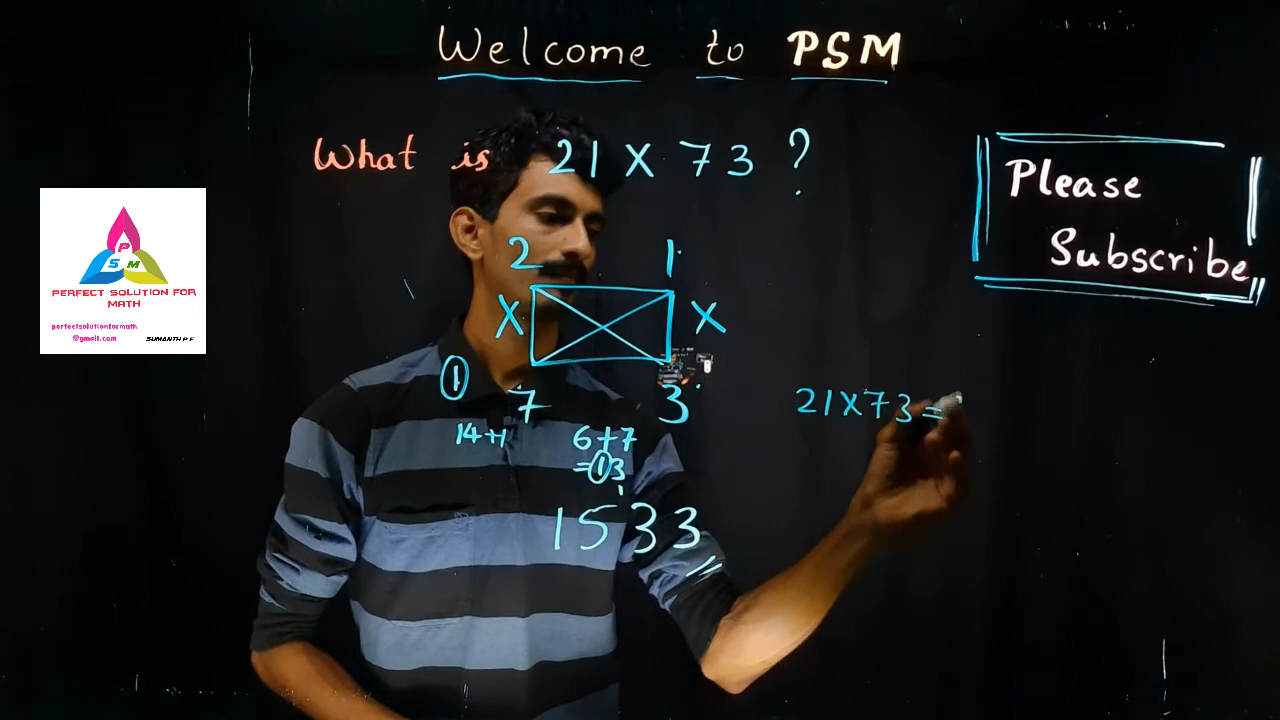 Welcome to PSM
What is 21 X 73 ?
Please
Subscribe
P
S M
PERFECT SOLUTION FOR
MATH
perfectsolutionformath
@gmail.com SUMANTH P F
2 1
X X
1
7 3
21X73=
14+1 6+7
=13
1533